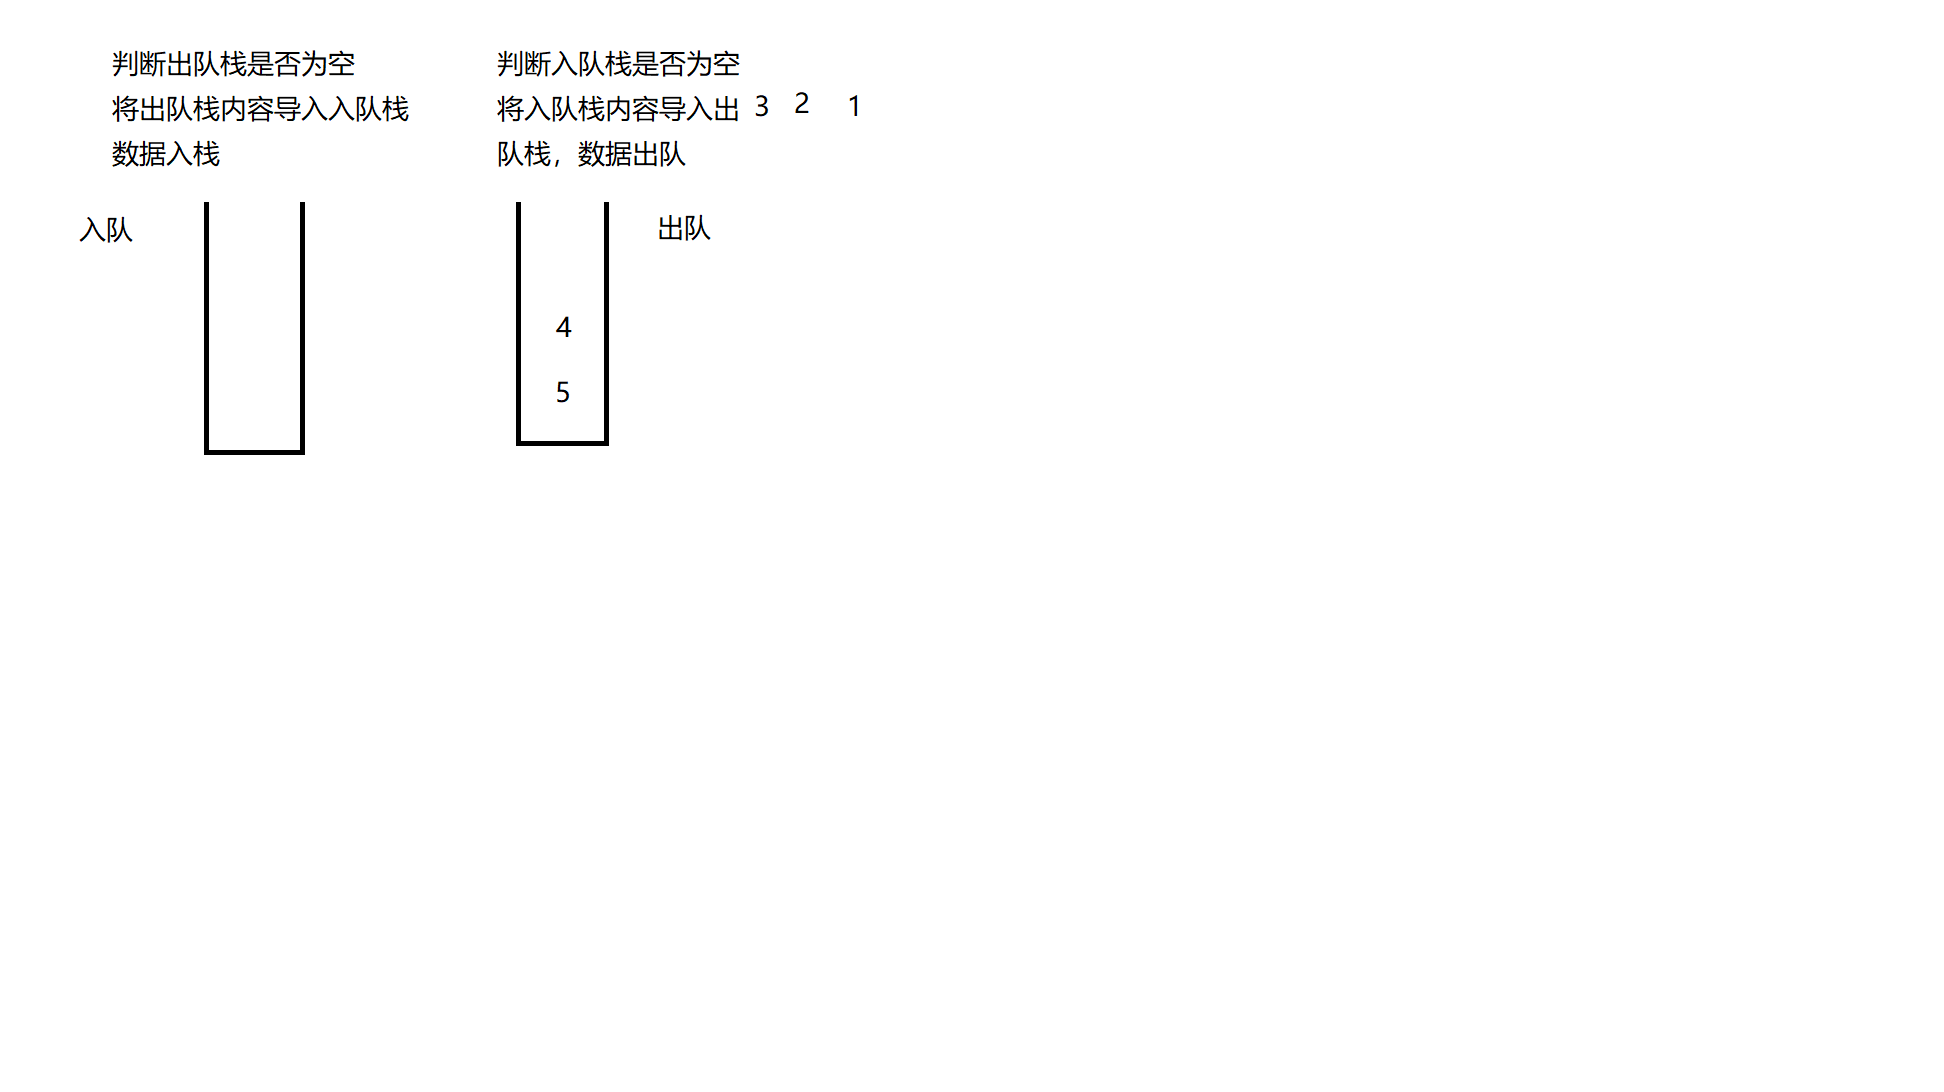 判断出队栈是否为空
将出队栈内容导入入队栈
数据入栈
判断入队栈是否为空
将入队栈内容导入出
队栈，数据出队
3 2 1
入队
出队
4
5